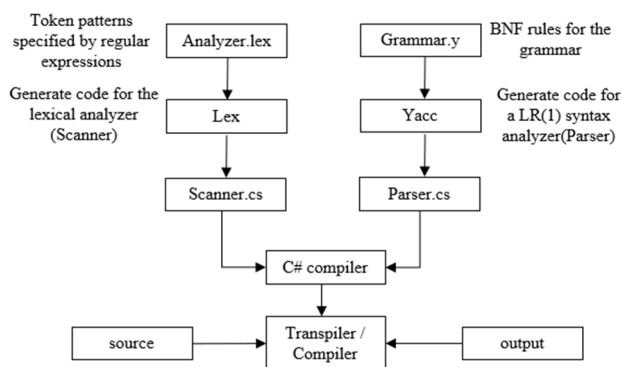 Token patterns
specified by regular
expressions
Analyzer.lex
Grammar.y
BNF rules for the
grammar
Generate code for the
lexical analyzer
(Scanner)
Lex
Yacc
Generate code for
a LR(1) syntax
analyzer(Parser)
Scanner.cs
Parser.cs
C# compiler
source
Transpiler /
Compiler
output